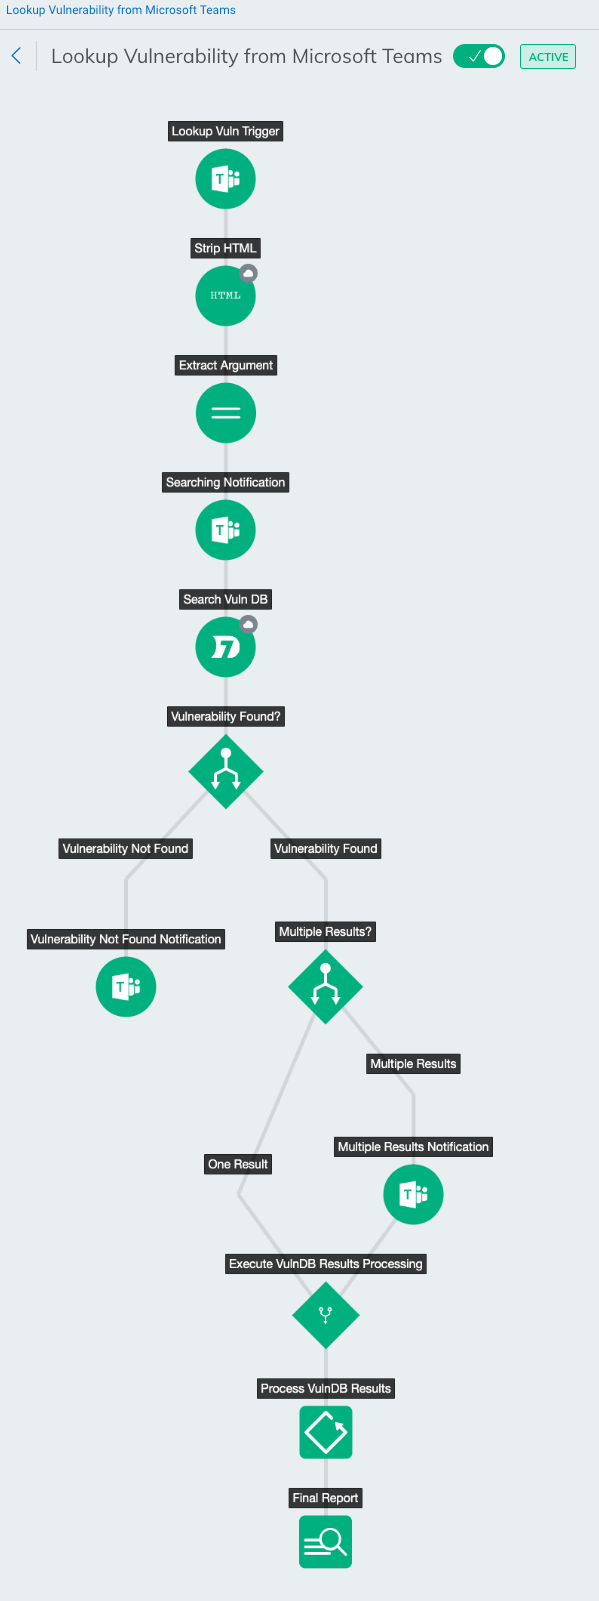 Lookup Vulnerability from Microsoft Teams
Lookup Vulnerability from Microsoft Teams
ACTIVE
Lookup Vuln Trigger
T
Strip HTML
HTML
Extract Argument
Searching Notification
T
Search Vuln DB
Vulnerability Found?
Vulnerability Not Found
Vulnerability Found
Vulnerability Not Found Notification
T
Multiple Results?
Multiple Results
Multiple Results Notification
One Result
T
Execute VulnDB Results Processing
Process VulnDB Results
Final Report